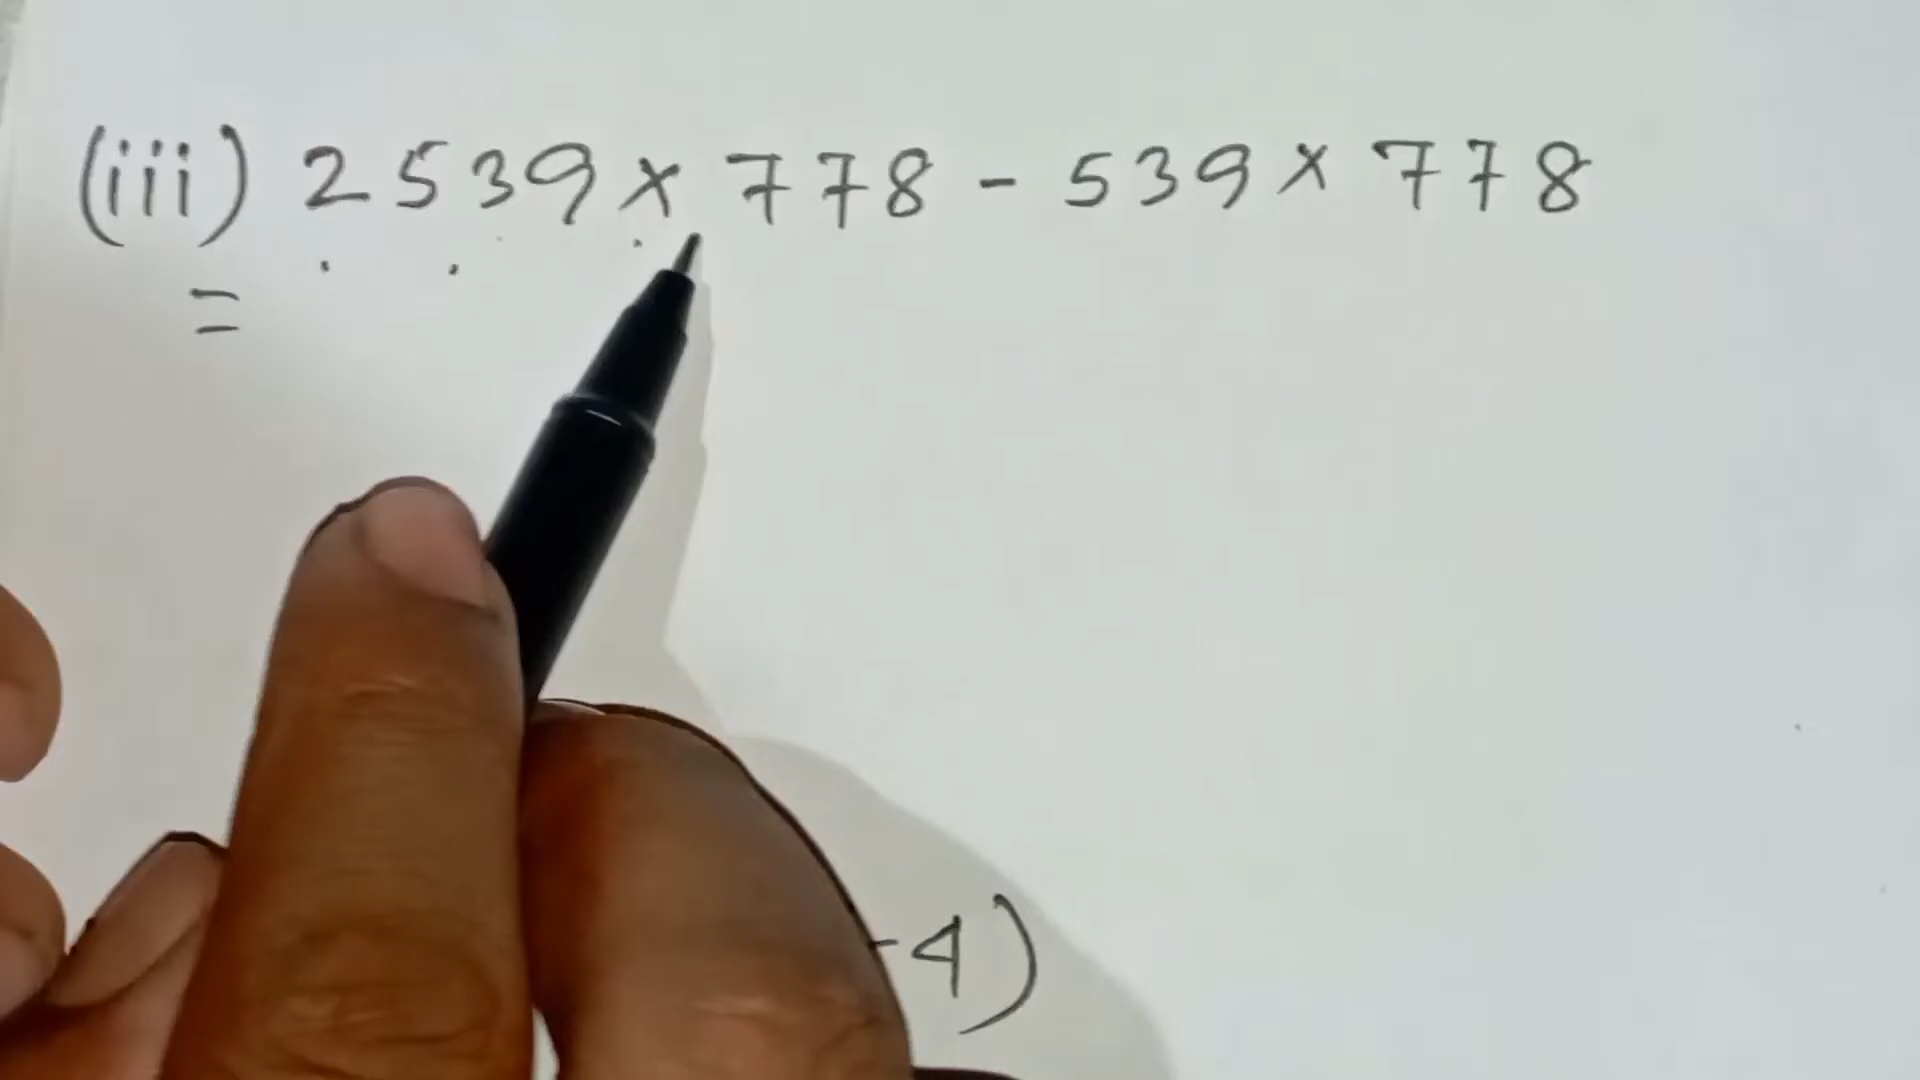 (iii) 2539 × 778 - 539 × 778
=
-4)